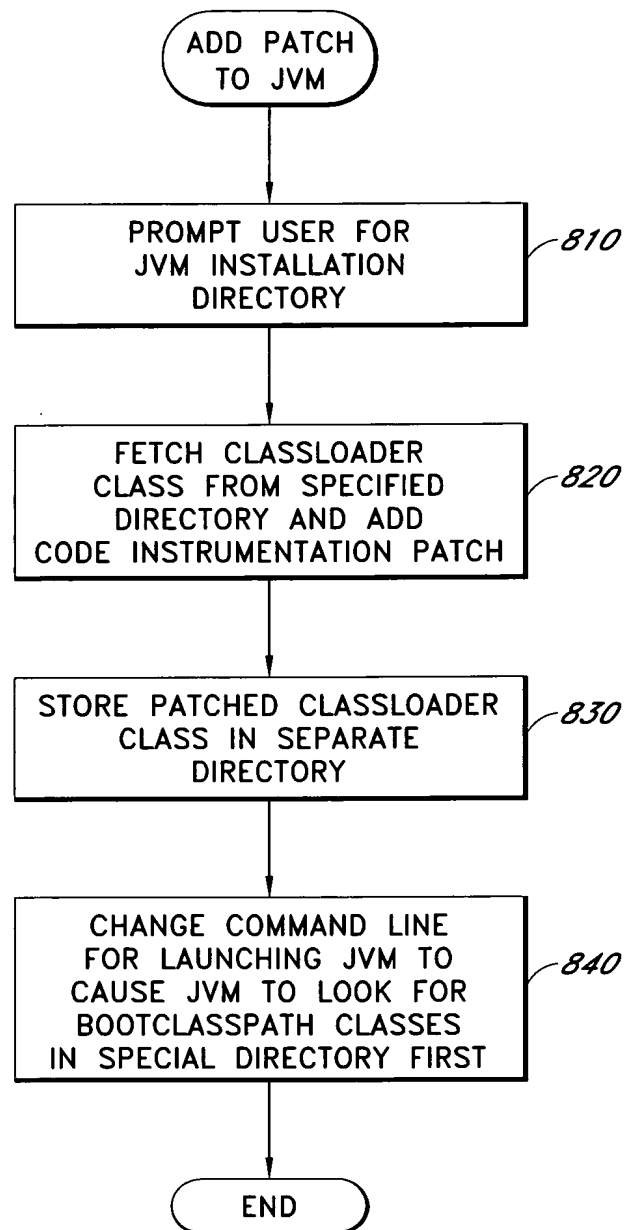 ADD PATCH
TO JVM
PROMPT USER FOR
JVM INSTALLATION
DIRECTORY
810
FETCH CLASSLOADER
CLASS FROM SPECIFIED
DIRECTORY AND ADD
CODE INSTRUMENTATION PATCH
820
STORE PATCHED CLASSLOADER
CLASS IN SEPARATE
DIRECTORY
830
CHANGE COMMAND LINE
FOR LAUNCHING JVM TO
CAUSE JVM TO LOOK FOR
BOOTCLASSPATH CLASSES
IN SPECIAL DIRECTORY FIRST
840
END